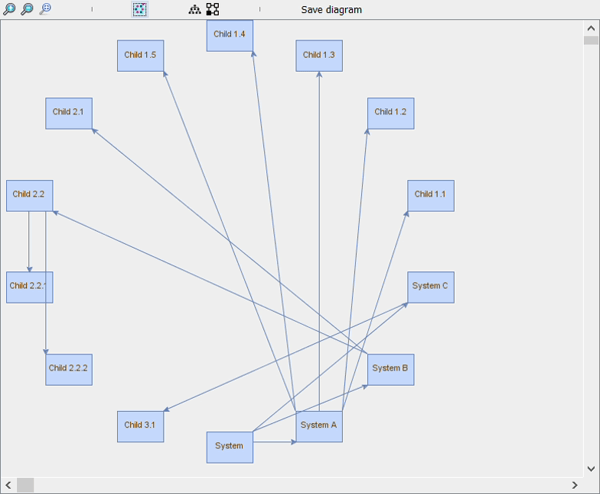 Save diagram
Child 1.4
Child 1.5
Child 1.3
Child 2.1
Child 1.2
Child 2.2
Child 1.1
Child 2.2.1
System C
Child 2.2.2
System B
Child 3.1
System A
System